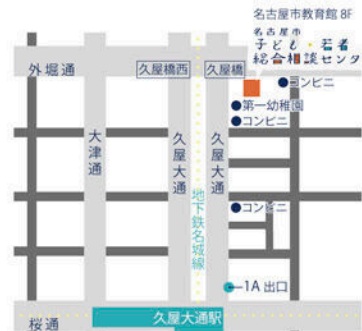 名古屋市教育館 8F
名古屋市
子ども・若者
総合相談センタ
外堀通
久屋橋西
久屋橋
コンビニ
第一幼稚園
コンビニ
大津通
久屋大通
久屋大通
地下鉄名城線
コンビニ
1A 出口
久屋大通駅
桜通